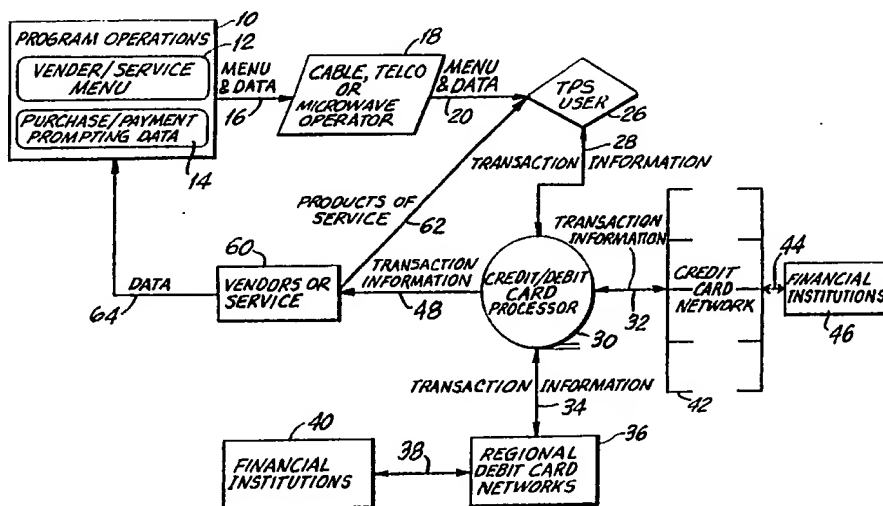 10
PROGRAM OPERATIONS
12
VENDER/SERVICE
MENU
PURCHASE/PAYMENT
PROMPTING DATA
14
MENU
& DATA
16
18
CABLE, TELCO
OR
MICROWAVE
OPERATOR
MENU
& DATA
20
TPS
USER
26
28
TRANSACTION INFORMATION
PRODUCTS OF
SERVICE
62
60
VENDORS OR
SERVICE
DATA
64
TRANSACTION
INFORMATION
48
CREDIT/DEBIT
CARD
PROCESSOR
30
TRANSACTION
INFORMATION
32
CREDIT
CARD
NETWORK
42
44
FINANCIAL
INSTITUTIONS
46
TRANSACTION INFORMATION
34
36
REGIONAL
DEBIT CARD
NETWORKS
38
40
FINANCIAL
INSTITUTIONS